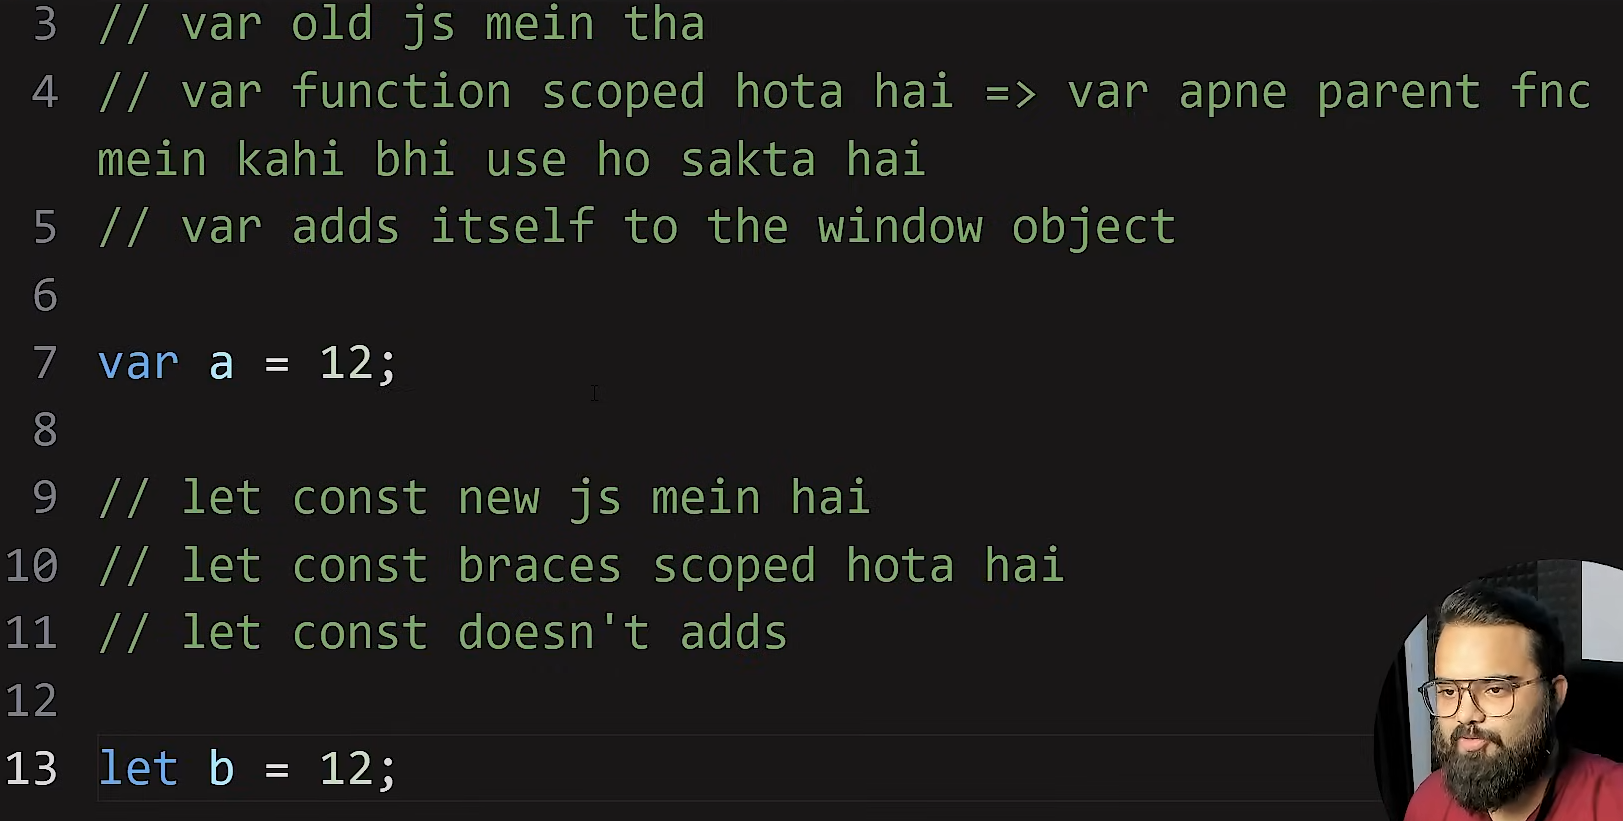 3 // var old js mein tha
4 // var function scoped hota hai => var apne parent fnc
mein kahi bhi use ho sakta hai
5 // var adds itself to the window object
6
7 var a = 12;
8
9 // let const new js mein hai
10 // let const braces scoped hota hai
11 // let const doesn't adds
12
13 let b = 12;